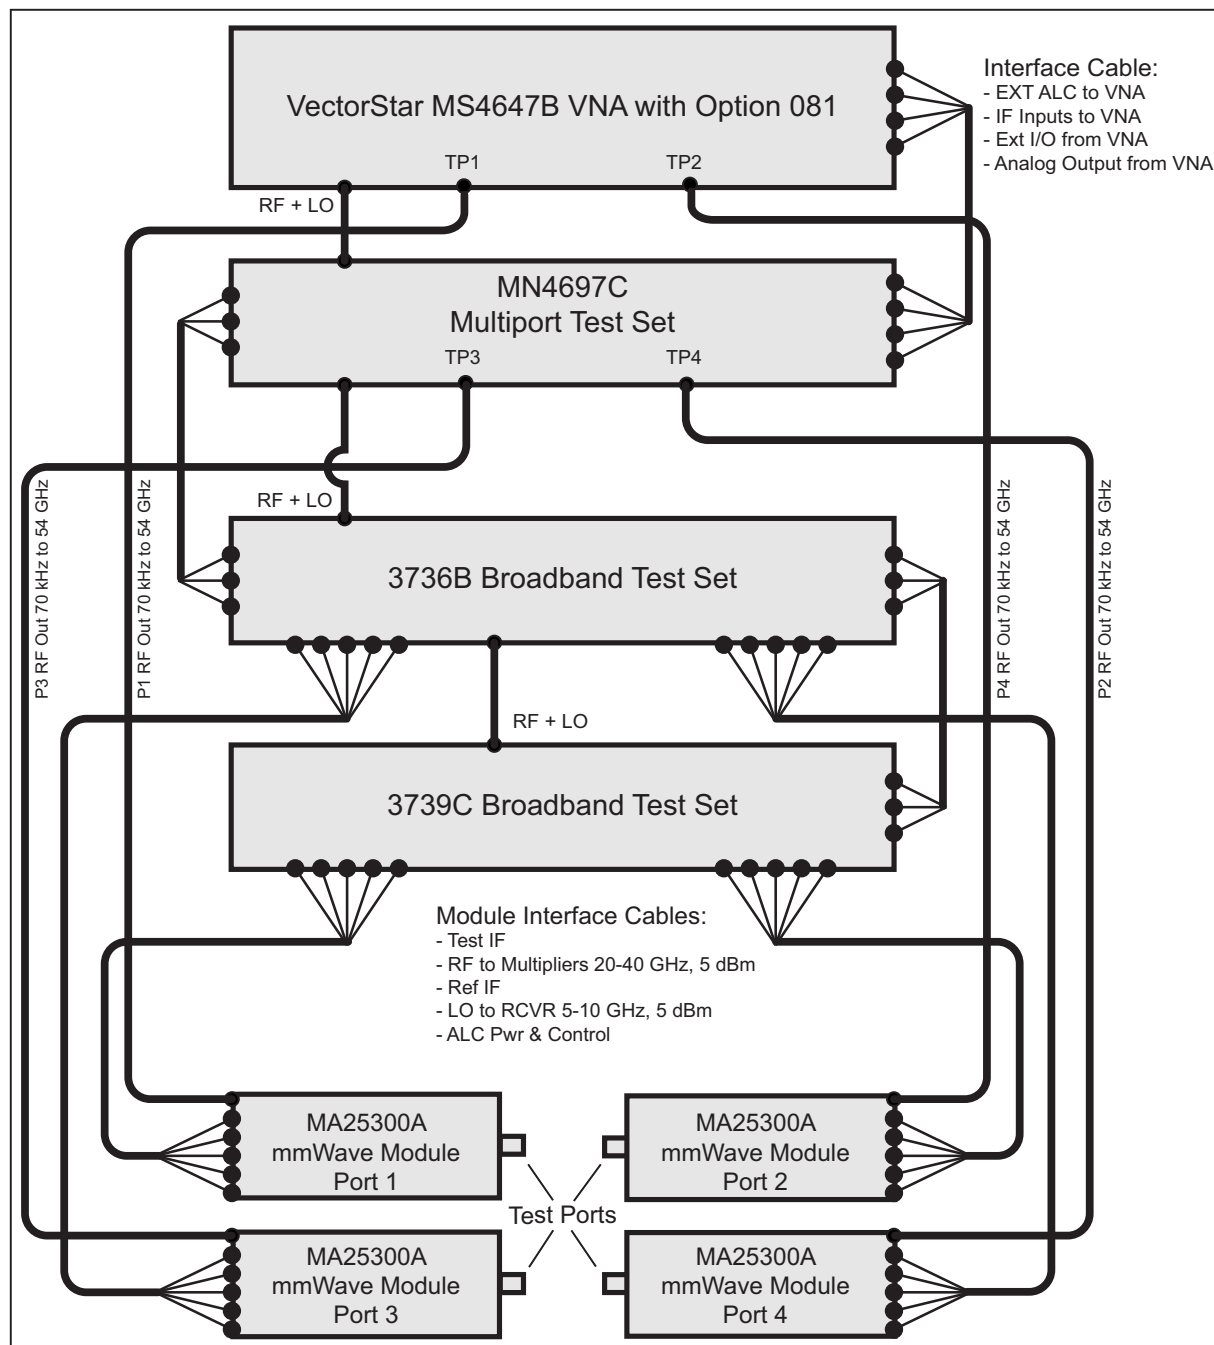 VectorStar MS4647B VNA with Option 081
TP1
TP2
Interface Cable:
- EXT ALC to VNA
- IF Inputs to VNA
- Ext I/O from VNA
- Analog Output from VNA
RF + LO
MN4697C
Multiport Test Set
TP3
TP4
RF + LO
P3 RF Out 70 kHz to 54 GHz
P1 RF Out 70 kHz to 54 GHz
3736B Broadband Test Set
P4 RF Out 70 kHz to 54 GHz
P2 RF Out 70 kHz to 54 GHz
RF + LO
3739C Broadband Test Set
Module Interface Cables:
- Test IF
- RF to Multipliers 20-40 GHz, 5 dBm
- Ref IF
- LO to RCVR 5-10 GHz, 5 dBm
- ALC Pwr & Control
MA25300A
mmWave Module
Port 1
MA25300A
mmWave Module
Port 2
Test Ports
MA25300A
mmWave Module
Port 3
MA25300A
mmWave Module
Port 4